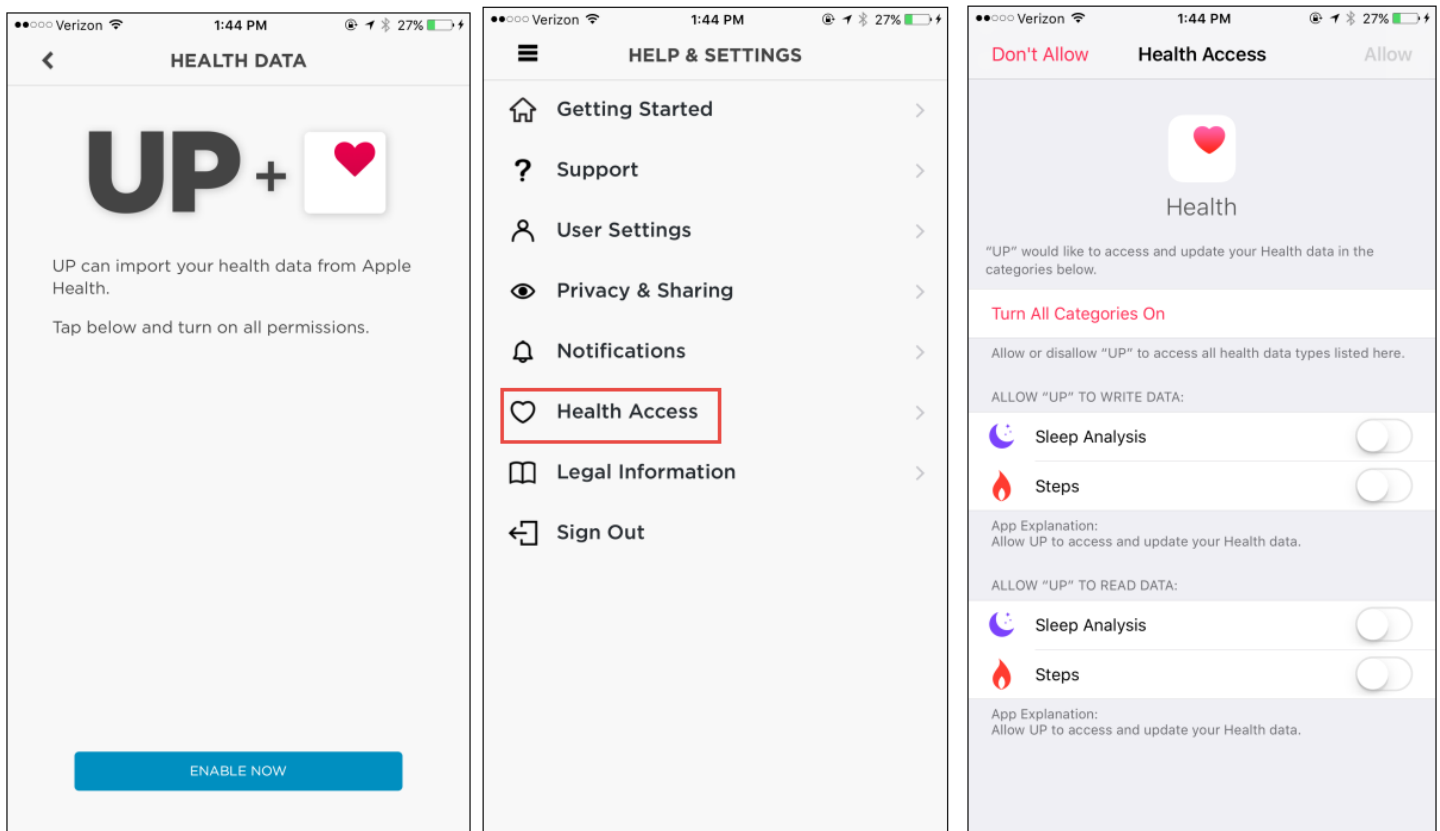 Verizon 1:44 PM 27%
HEALTH DATA
UP +
UP can import your health data from Apple
Health.
Tap below and turn on all permissions.
ENABLE NOW
Verizon 1:44 PM 27%
HELP & SETTINGS
Getting Started
? Support
User Settings
Privacy & Sharing
Notifications
Health Access
Legal Information
Sign Out
Verizon 1:44 PM 27%
Don't Allow Health Access Allow
Health
"UP" would like to access and update your Health data in the
categories below.
Turn All Categories On
Allow or disallow "UP" to access all health data types listed here.
ALLOW "UP" TO WRITE DATA:
Sleep Analysis
Steps
App Explanation:
Allow UP to access and update your Health data.
ALLOW "UP" TO READ DATA:
Sleep Analysis
Steps
App Explanation:
Allow UP to access and update your Health data.